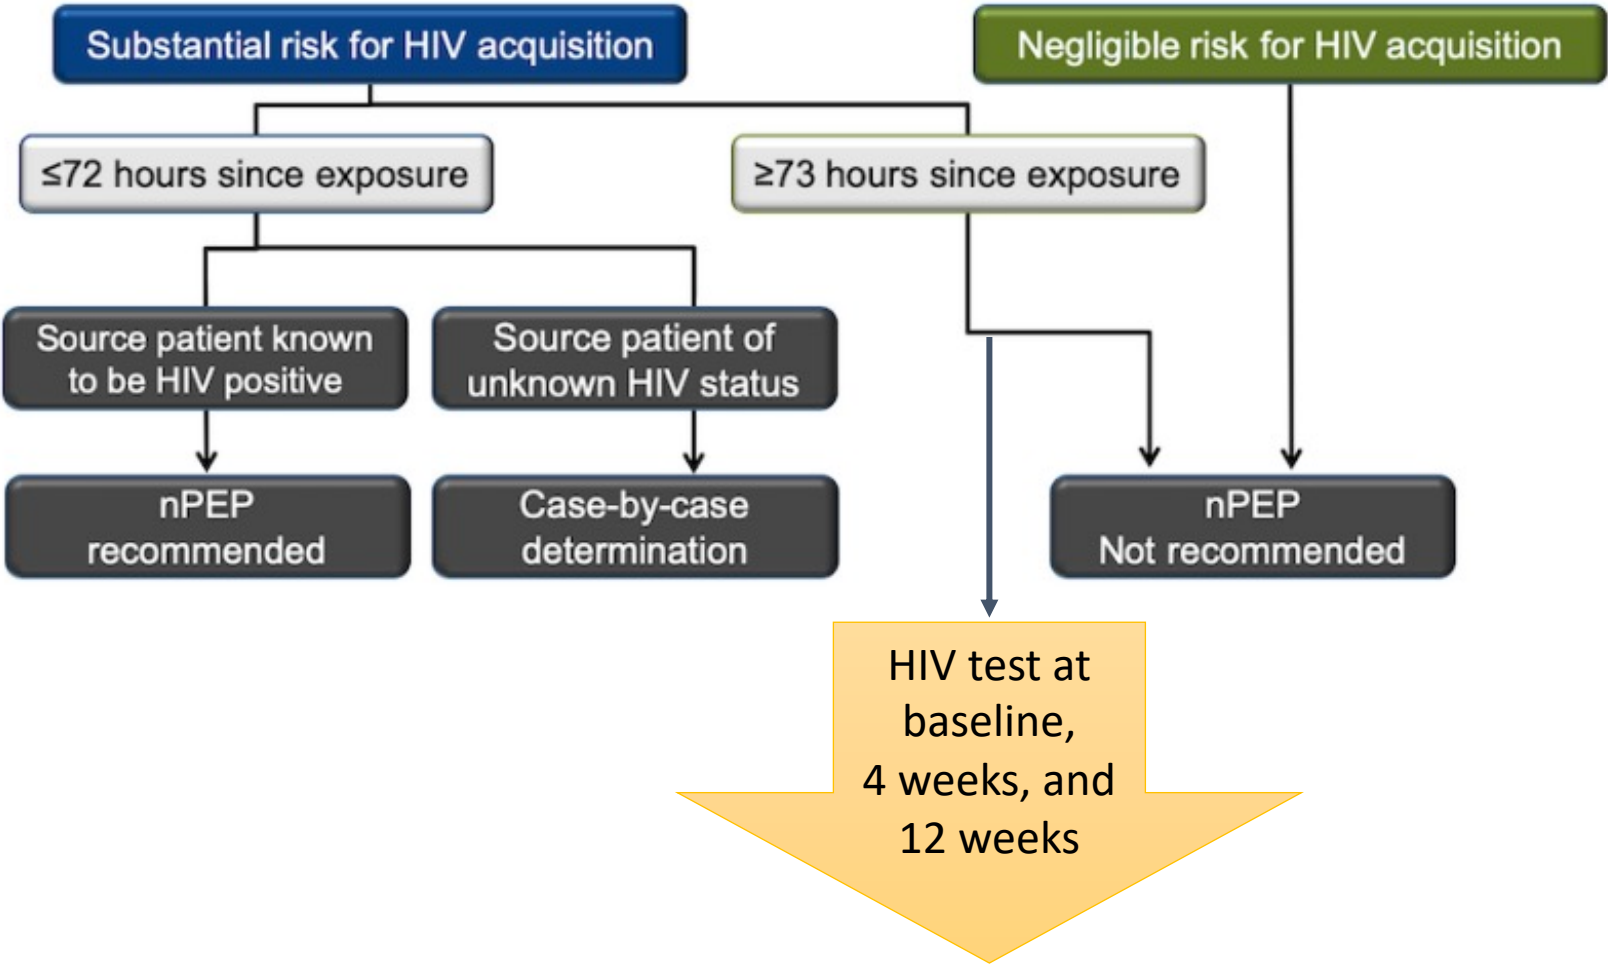 Substantial risk for HIV acquisition
Negligible risk for HIV acquisition
≤72 hours since exposure
≥73 hours since exposure
Source patient known
to be HIV positive
Source patient of
unknown HIV status
nPEP
recommended
Case-by-case
determination
nPEP
Not recommended
HIV test at
baseline,
4 weeks, and
12 weeks